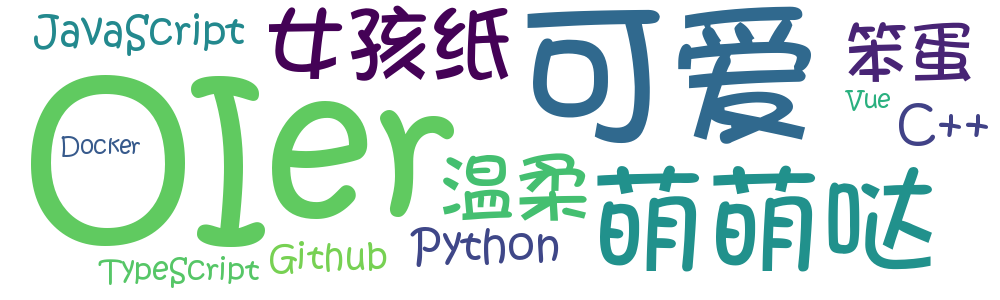 JavaScript
女孩纸
可爱
笨蛋
Vue
C++
OIer
Docker
温柔
萌萌哒
Python
Github
TypeScript